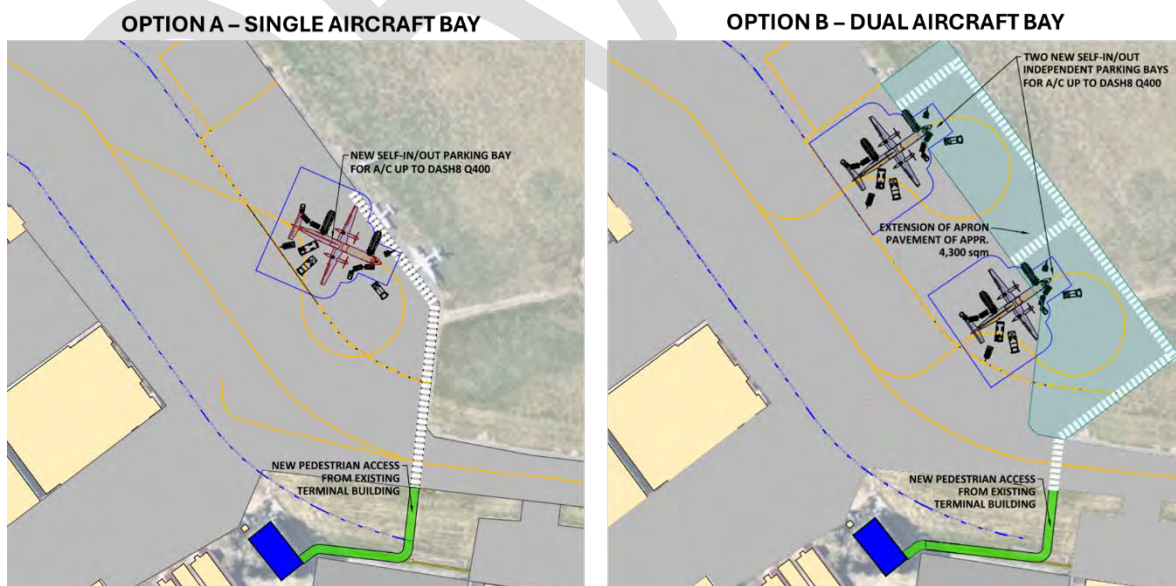 OPTION A – SINGLE AIRCRAFT BAY
NEW SELF-IN/OUT PARKING BAY
FOR A/C UP TO DASH8 Q400
NEW PEDESTRIAN ACCESS
FROM EXISTING
TERMINAL BUILDING
OPTION B – DUAL AIRCRAFT BAY
TWO NEW SELF-IN/OUT
INDEPENDENT PARKING BAYS
FOR A/C UP TO DASH8 Q400
EXTENSION OF APRON
PAVEMENT OF APPR.
4,300 sqm
NEW PEDESTRIAN ACCESS
FROM EXISTING
TERMINAL BUILDING